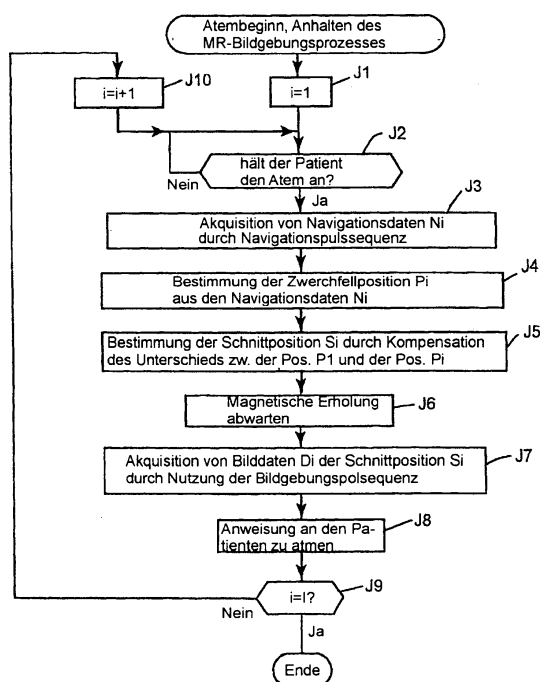 Atembeginn, Anhalten des
MR-Bildgebungsprozesses
J10
i=i+1
J1
i=1
J2
hält der Patient
den Atem an?
Nein
Ja
J3
Akquisition von Navigationsdaten Ni
durch Navigationspulssequenz
J4
Bestimmung der Zwerchfellposition Pi
aus den Navigationsdaten Ni
J5
Bestimmung der Schnittposition Si durch Kompensation
des Unterschieds zw. der Pos. P1 und der Pos. Pi
Magnetische Erholung
abwarten
J6
J7
Akquisition von Bilddaten Di der Schnittposition Si
durch Nutzung der Bildgebungspolsequenz
J8
Anweisung an den Pa-
tienten zu atmen
J9
i=I?
Nein
Ja
Ende